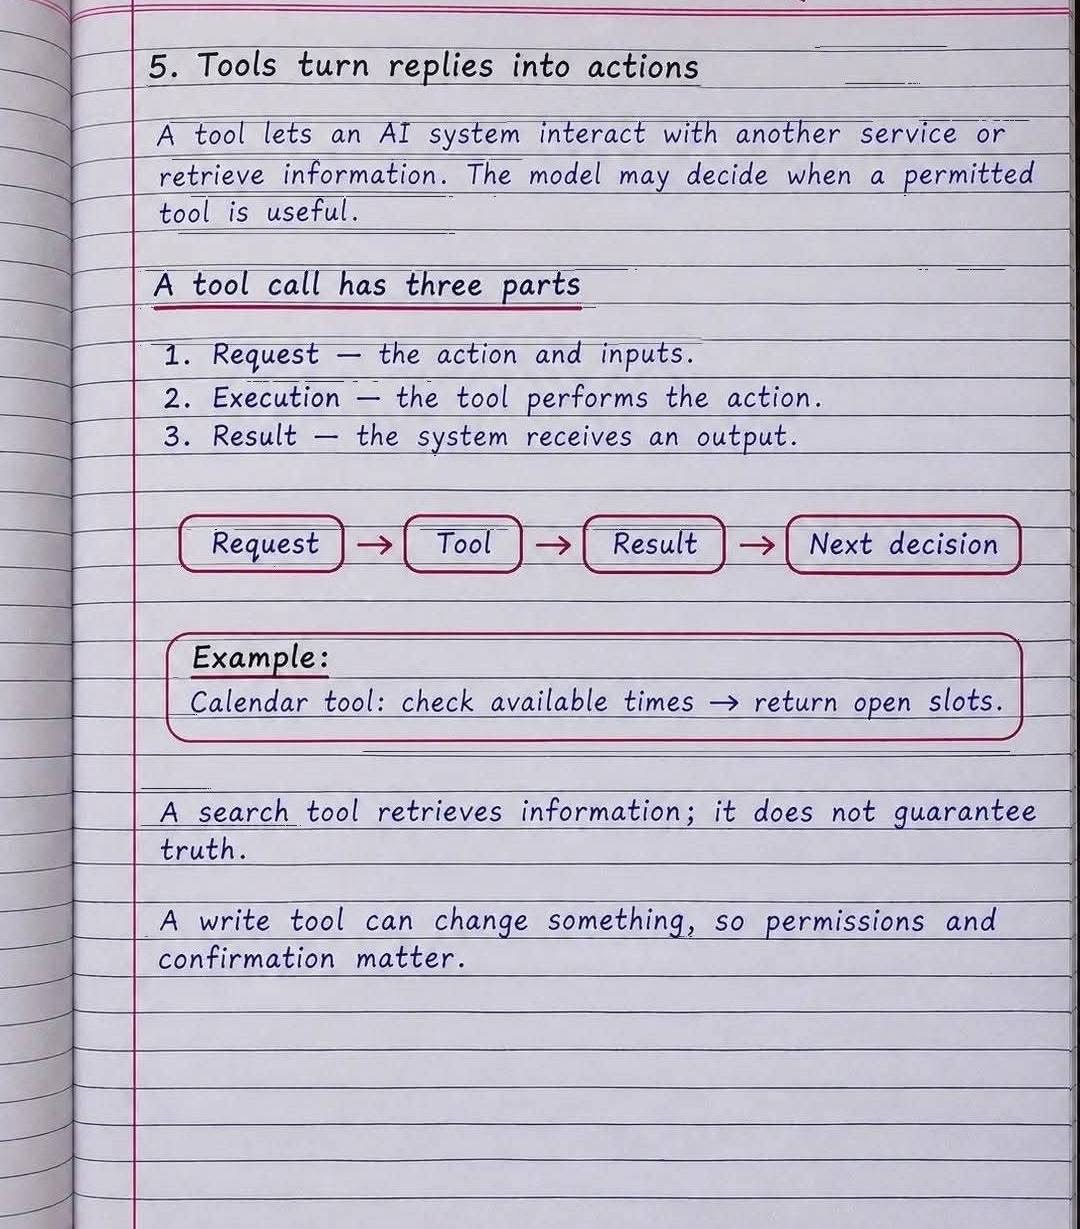 5. Tools turn replies into actions
A tool lets an AI system interact with another service or
retrieve information. The model may decide when a permitted
tool is useful.
A tool call has three parts
1. Request — the action and inputs.
2. Execution — the tool performs the action.
3. Result — the system receives an output.
Request → Tool → Result → Next decision
Example:
Calendar tool: check available times → return open slots.
A search tool retrieves information; it does not guarantee
truth.
A write tool can change something, so permissions and
confirmation matter.